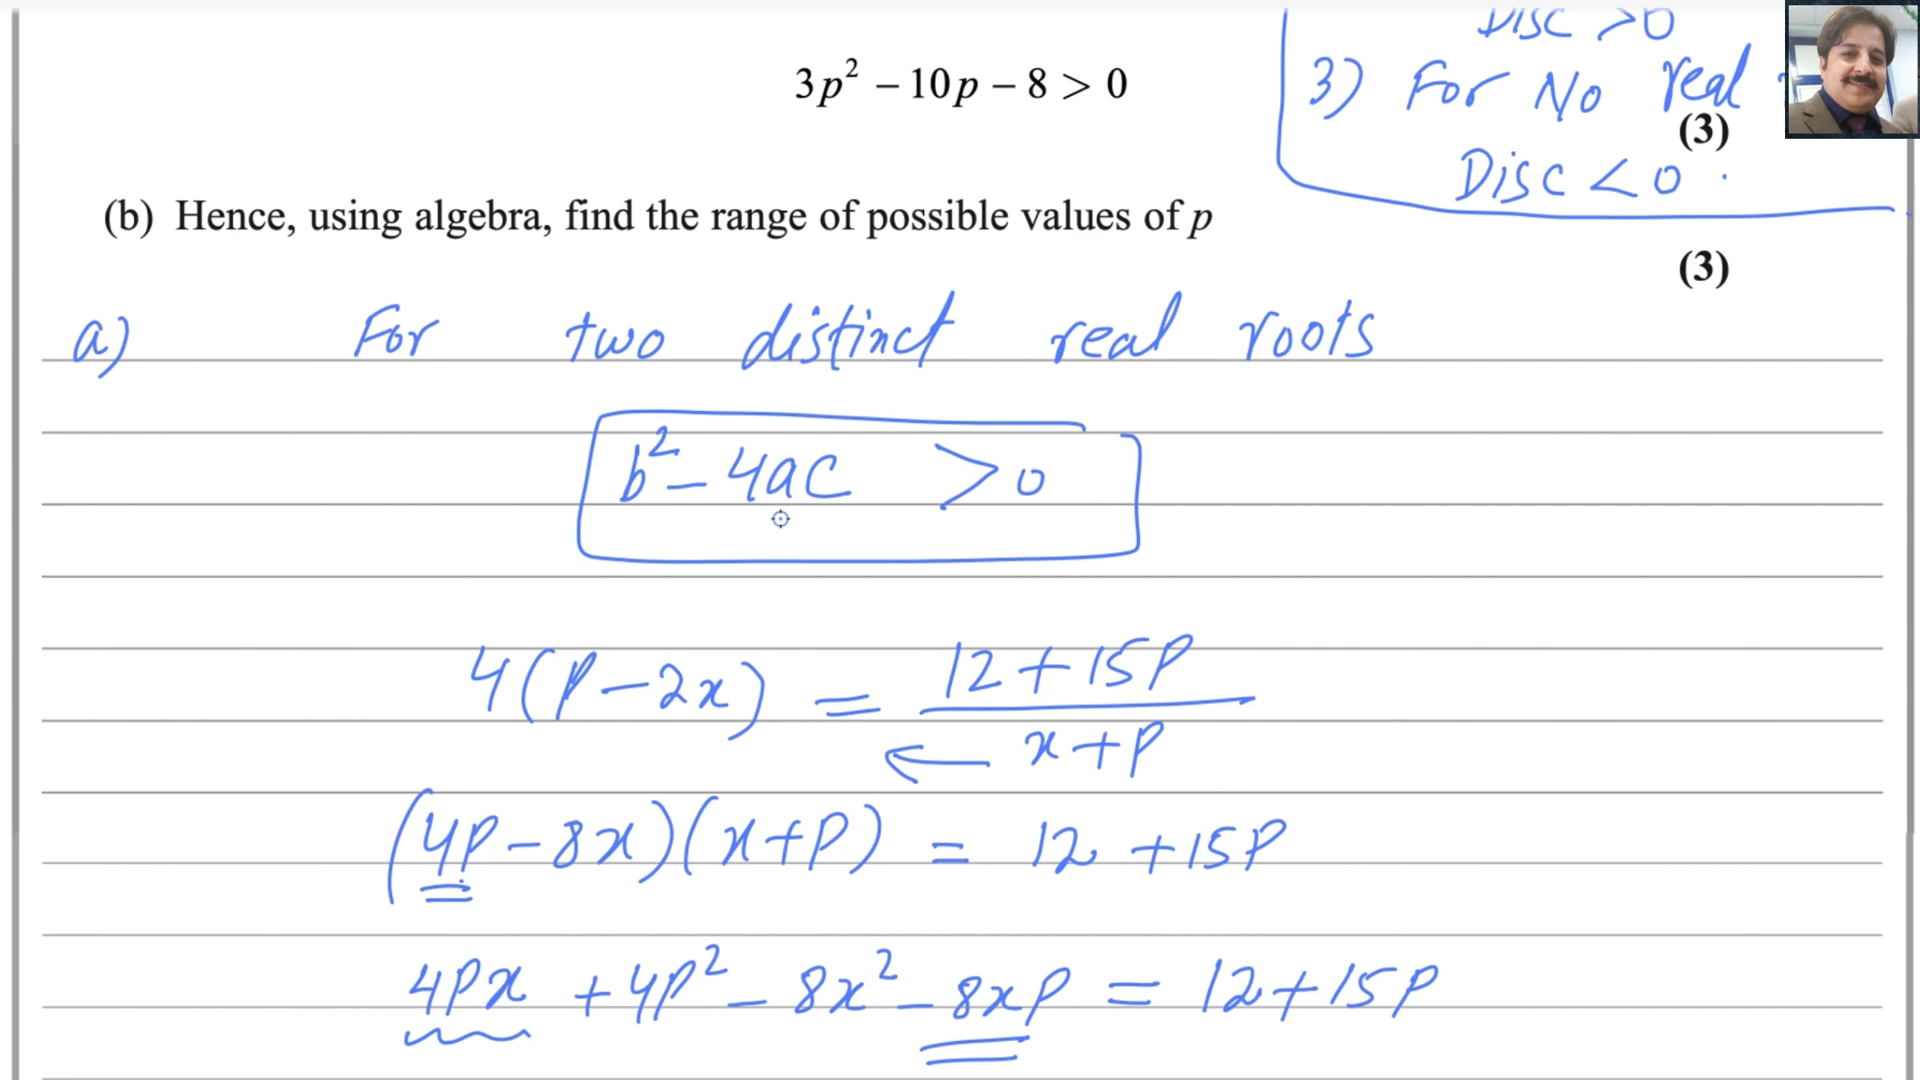 Disc > 0
3p² − 10p − 8 > 0
3) For No real
(3)
Disc < 0 .
(b) Hence, using algebra, find the range of possible values of p
(3)
a) For two distinct real roots
b² − 4ac > 0
4(P − 2x) = 12 + 15P / x + P
(4P − 8x)(x + P) = 12 + 15P
4Px + 4P² − 8x² − 8xP = 12 + 15P